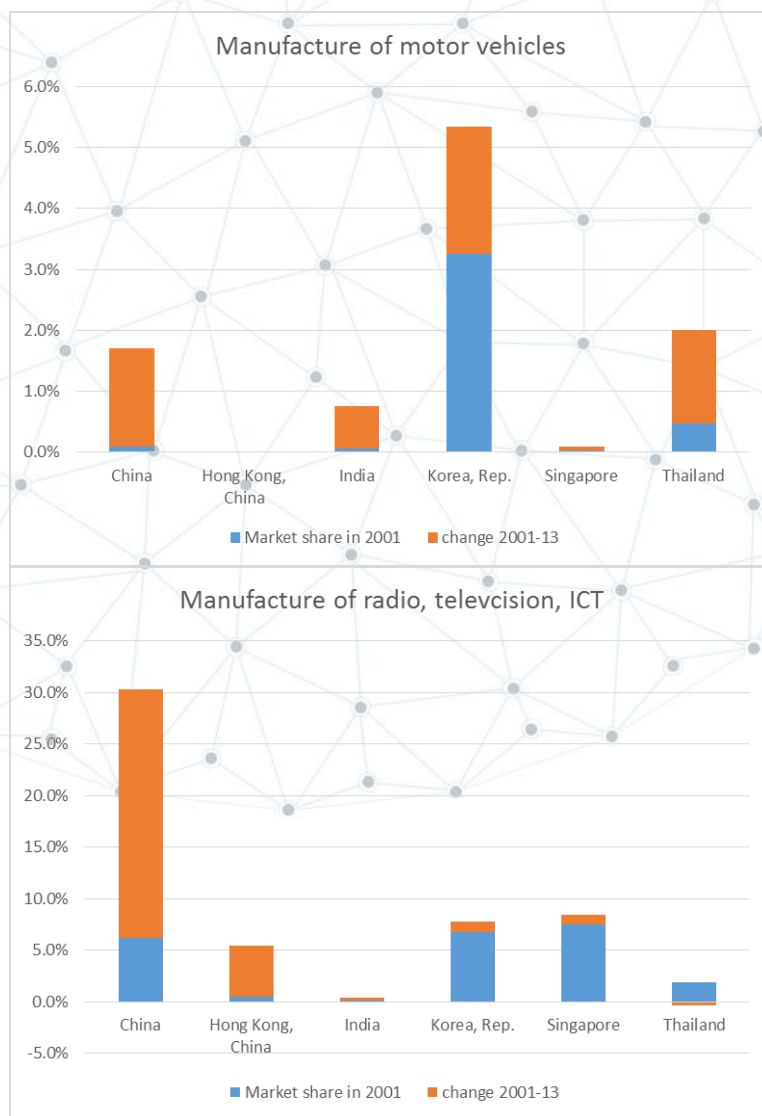 Manufacture of motor vehicles
6.0%
5.0%
4.0%
3.0%
2.0%
1.0%
0.0%
China Hong Kong, India Korea, Rep. Singapore Thailand
China
Market share in 2001 change 2001-13
Manufacture of radio, televcision, ICT
35.0%
30.0%
25.0%
20.0%
15.0%
10.0%
5.0%
0.0%
China Hong Kong, India Korea, Rep. Singapore Thailand
China
-5.0%
Market share in 2001 change 2001-13